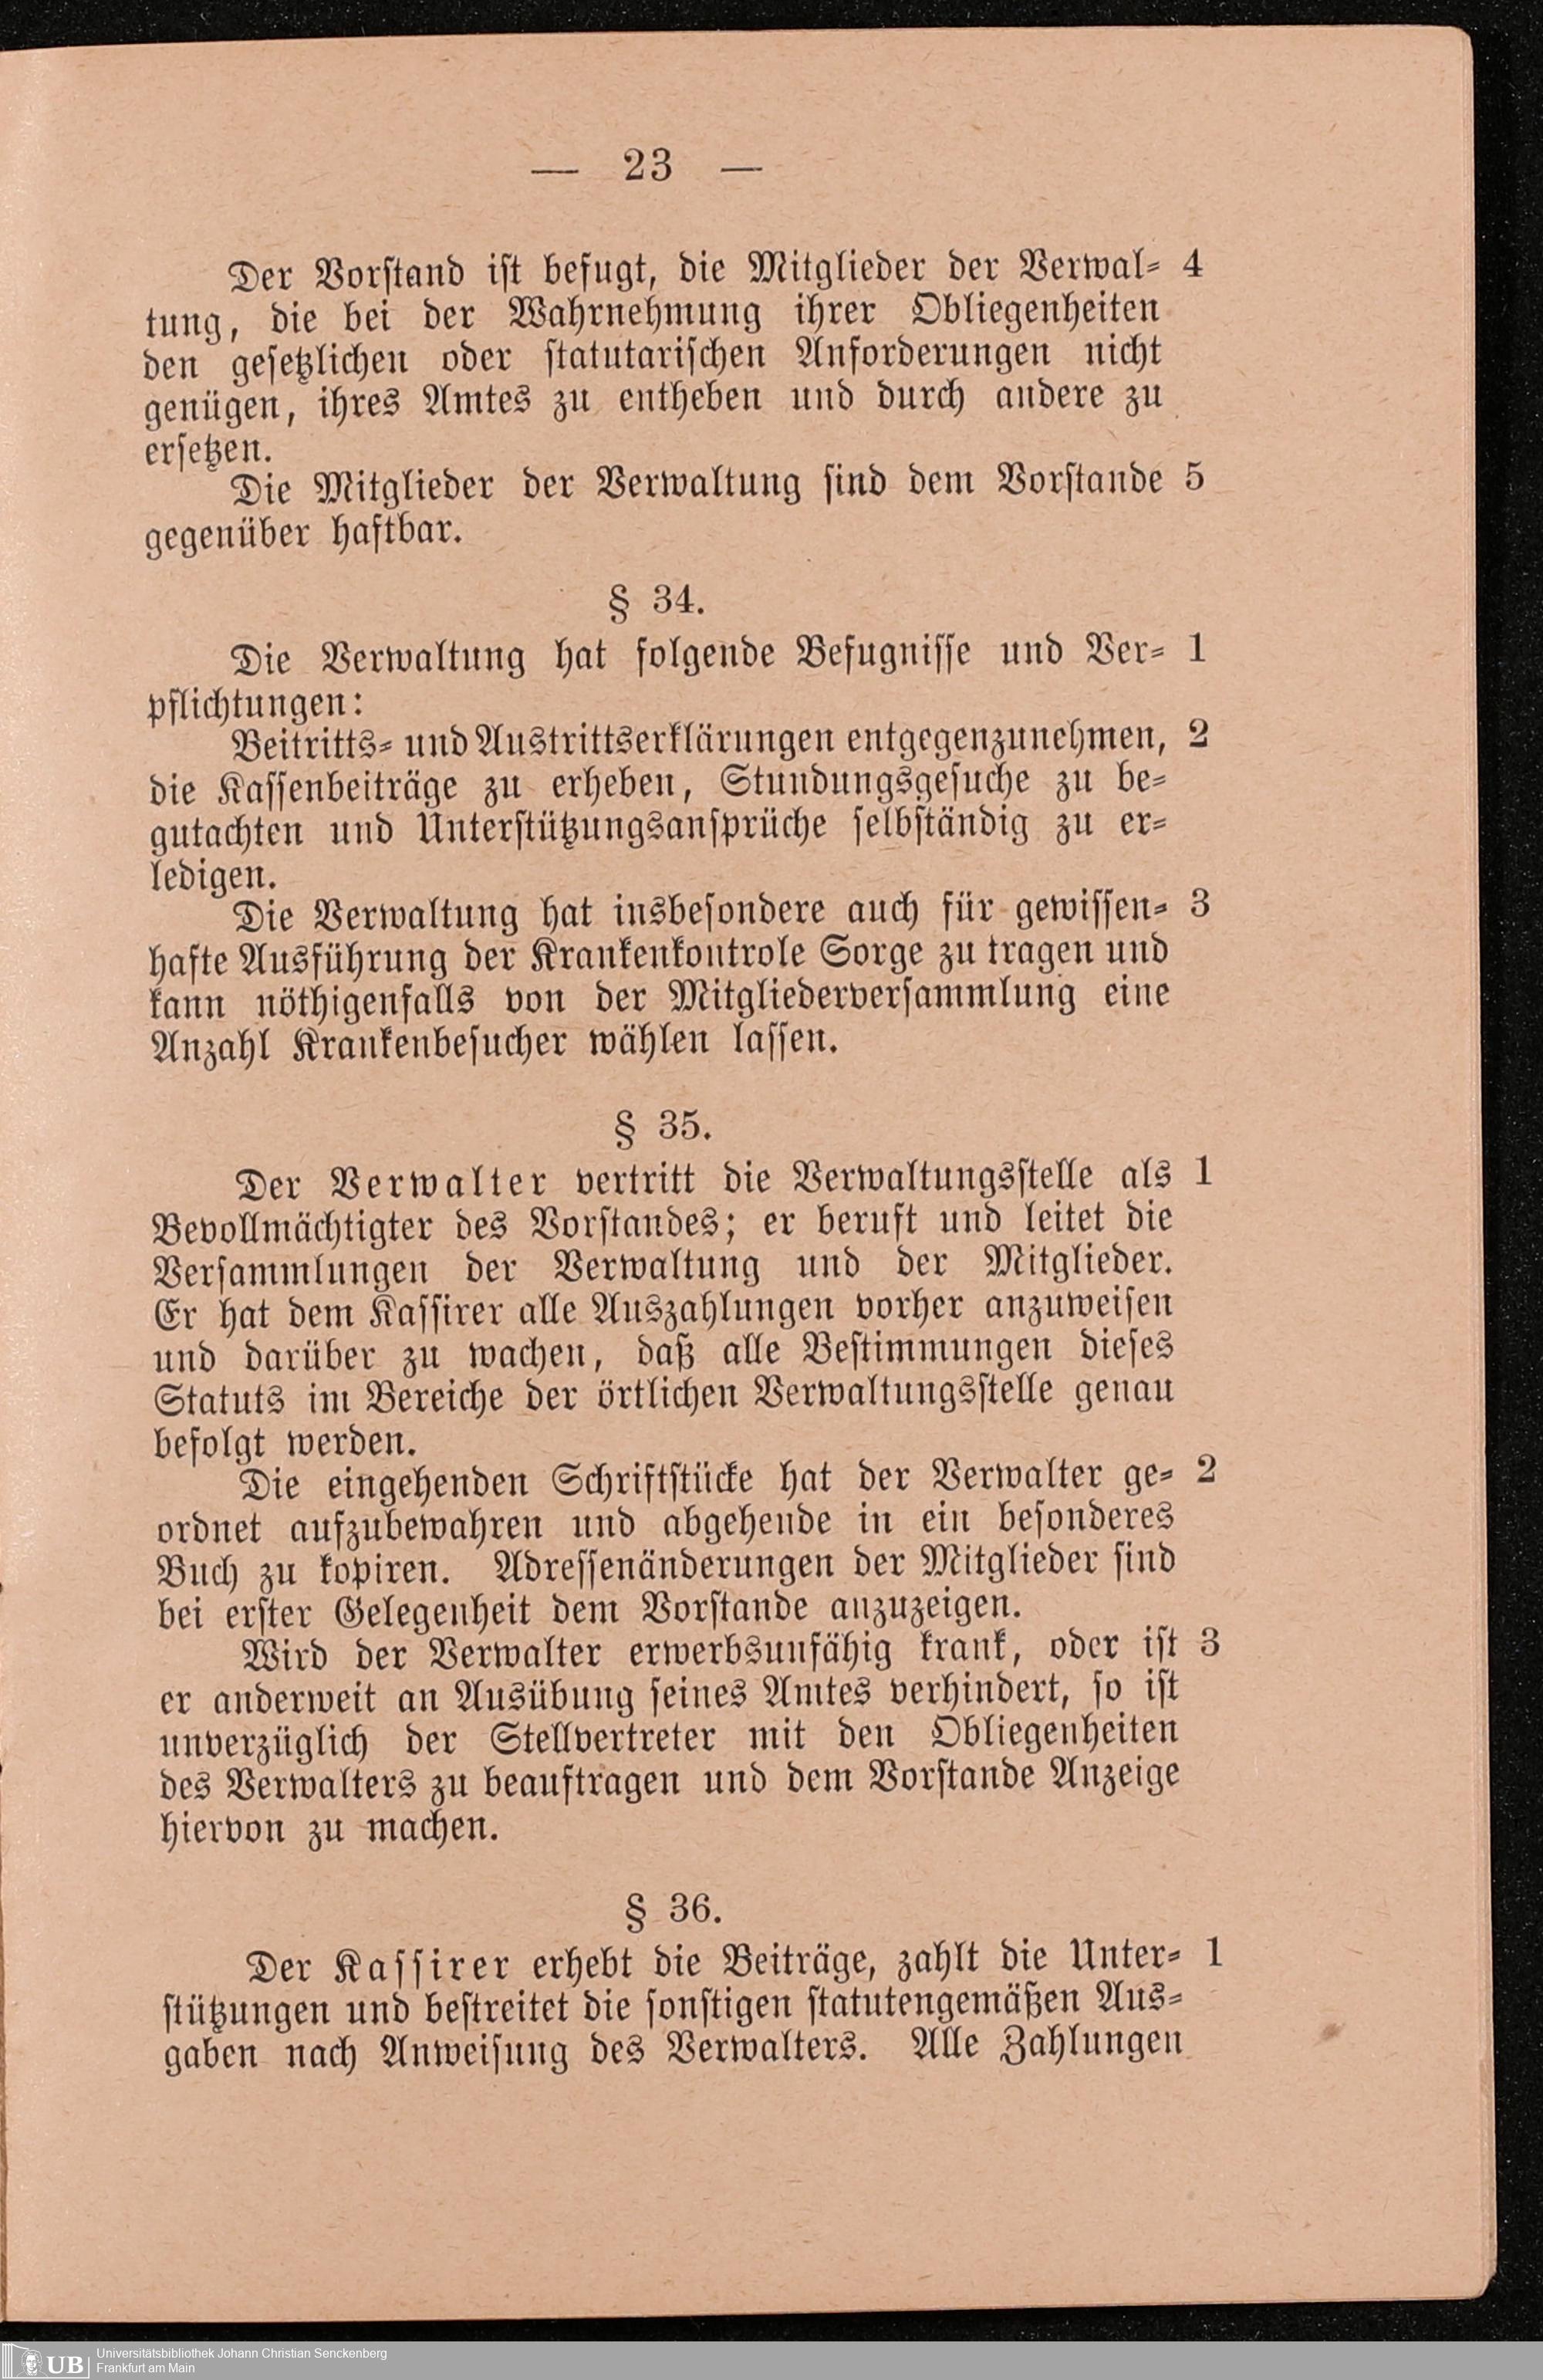 — 23 —
Der Vorstand ist befugt, die Mitglieder der Verwal- 4
tung, die bei der Wahrnehmung ihrer Obliegenheiten
den gesetzlichen oder statutarischen Anforderungen nicht
genügen, ihres Amtes zu entheben und durch andere zu
ersetzen.
Die Mitglieder der Verwaltung sind dem Vorstande 5
gegenüber haftbar.
§ 34.
Die Verwaltung hat folgende Befugnisse und Ver- 1
pflichtungen:
Beitritts- und Austrittserklärungen entgegenzunehmen, 2
die Kassenbeiträge zu erheben, Stundungsgesuche zu be-
gutachten und Unterstützungsansprüche selbständig zu er-
ledigen.
Die Verwaltung hat insbesondere auch für gewissen- 3
hafte Ausführung der Krankenkontrole Sorge zu tragen und
kann nöthigenfalls von der Mitgliederversammlung eine
Anzahl Krankenbesucher wählen lassen.
§ 35.
Der Verwalter vertritt die Verwaltungsstelle als 1
Bevollmächtigter des Vorstandes; er beruft und leitet die
Versammlungen der Verwaltung und der Mitglieder.
Er hat dem Kassirer alle Auszahlungen vorher anzuweisen
und darüber zu wachen, daß alle Bestimmungen dieses
Statuts im Bereiche der örtlichen Verwaltungsstelle genau
befolgt werden.
Die eingehenden Schriftstücke hat der Verwalter ge- 2
ordnet aufzubewahren und abgehende in ein besonderes
Buch zu kopiren. Adressenänderungen der Mitglieder sind
bei erster Gelegenheit dem Vorstande anzuzeigen.
Wird der Verwalter erwerbsunfähig krank, oder ist 3
er anderweit an Ausübung seines Amtes verhindert, so ist
unverzüglich der Stellvertreter mit den Obliegenheiten
des Verwalters zu beauftragen und dem Vorstande Anzeige
hiervon zu machen.
§ 36.
Der Kassirer erhebt die Beiträge, zahlt die Unter- 1
stützungen und bestreitet die sonstigen statutengemäßen Aus-
gaben nach Anweisung des Verwalters. Alle Zahlungen
UB Universitätsbibliothek Johann Christian Senckenberg
Frankfurt am Main